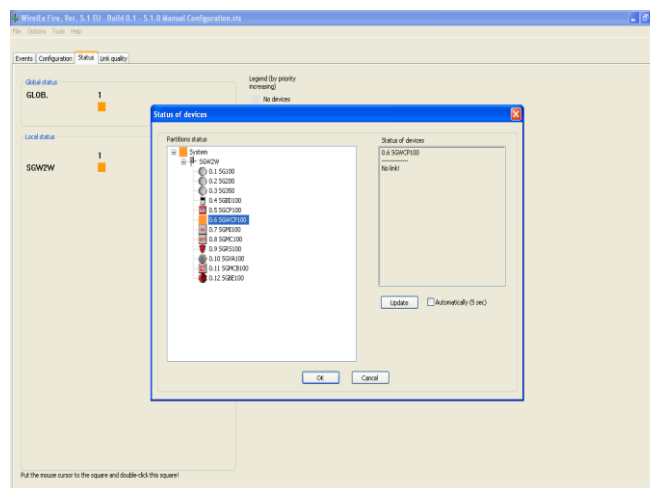 WirelEx Fire, Ver. 5.1 EU - Build 0.1 - 5.1.0 Manual Configuration.sts
File Options Tools Help
Events Configuration Status Link quality
Global status
GLOB. 1
Legend (by priority
increasing)
No devices
Local status
SGW2W 1
Status of devices
Partitions status
System
SGW2W
0.1 SG100
0.2 SG200
0.3 SG350
0.4 SGBD100
0.5 SGCP100
0.6 SGWCP100
0.7 SGMI100
0.8 SGMC100
0.9 SGRS100
0.10 SGVA100
0.11 SGMCB100
0.12 SGBE100
Status of devices
0.6 SGWCP100
------------
No link!
Update Automatically (5 sec)
OK Cancel
Put the mouse cursor to the square and double-click this square!